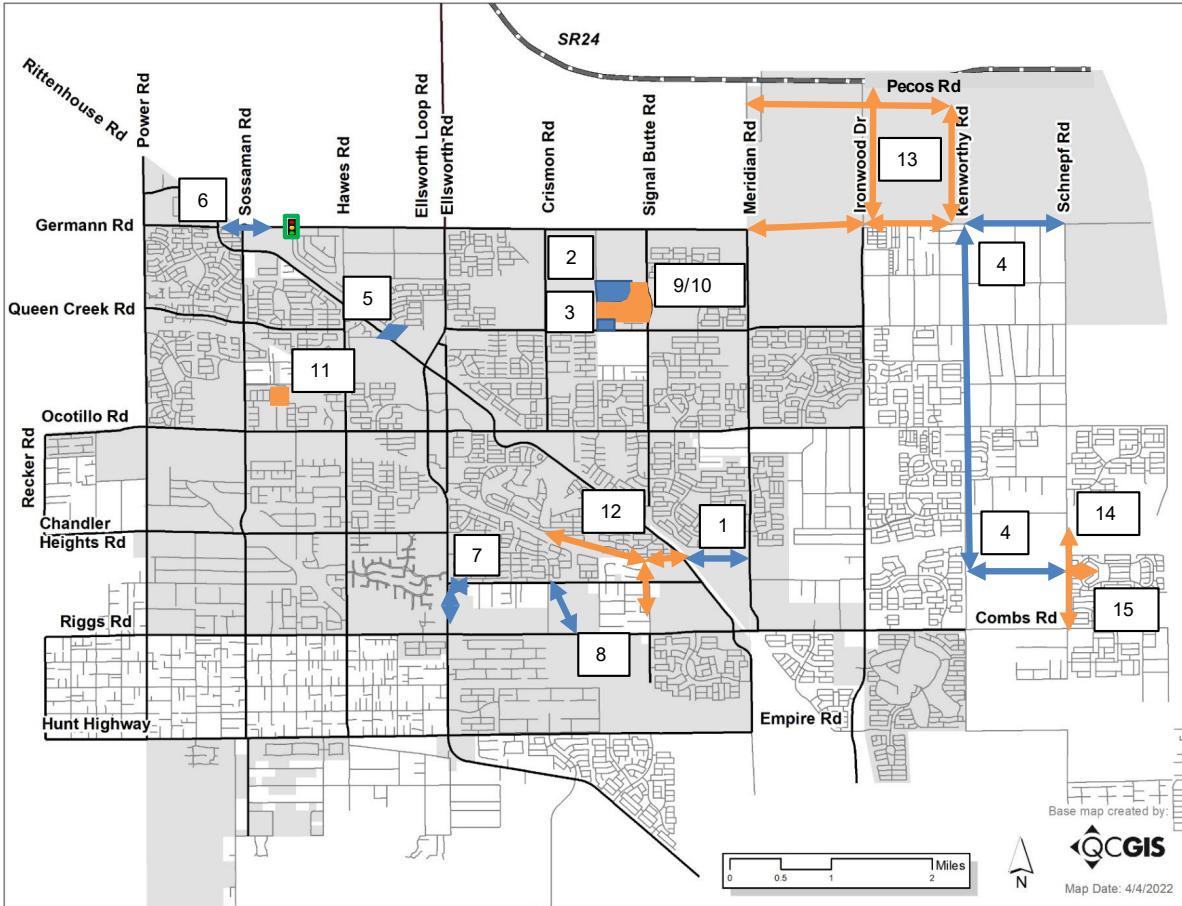 SR24
Pecos Rd
Rittenhouse Rd
Power Rd
Sossaman Rd
Hawes Rd
Ellsworth Loop Rd
Ellsworth Rd
Crismon Rd
Signal Butte Rd
Meridian Rd
Ironwood Dr
Kenworthy Rd
Schnepf Rd
13
6
Germann Rd
2
4
9/10
5
3
Queen Creek Rd
11
Ocotillo Rd
Recker Rd
12
1
4
14
Chandler
Heights Rd
7
15
Riggs Rd
Combs Rd
8
Hunt Highway
Empire Rd
Base map created by:
QCGIS
Miles
0
0.5
1
2
N
Map Date: 4/4/2022